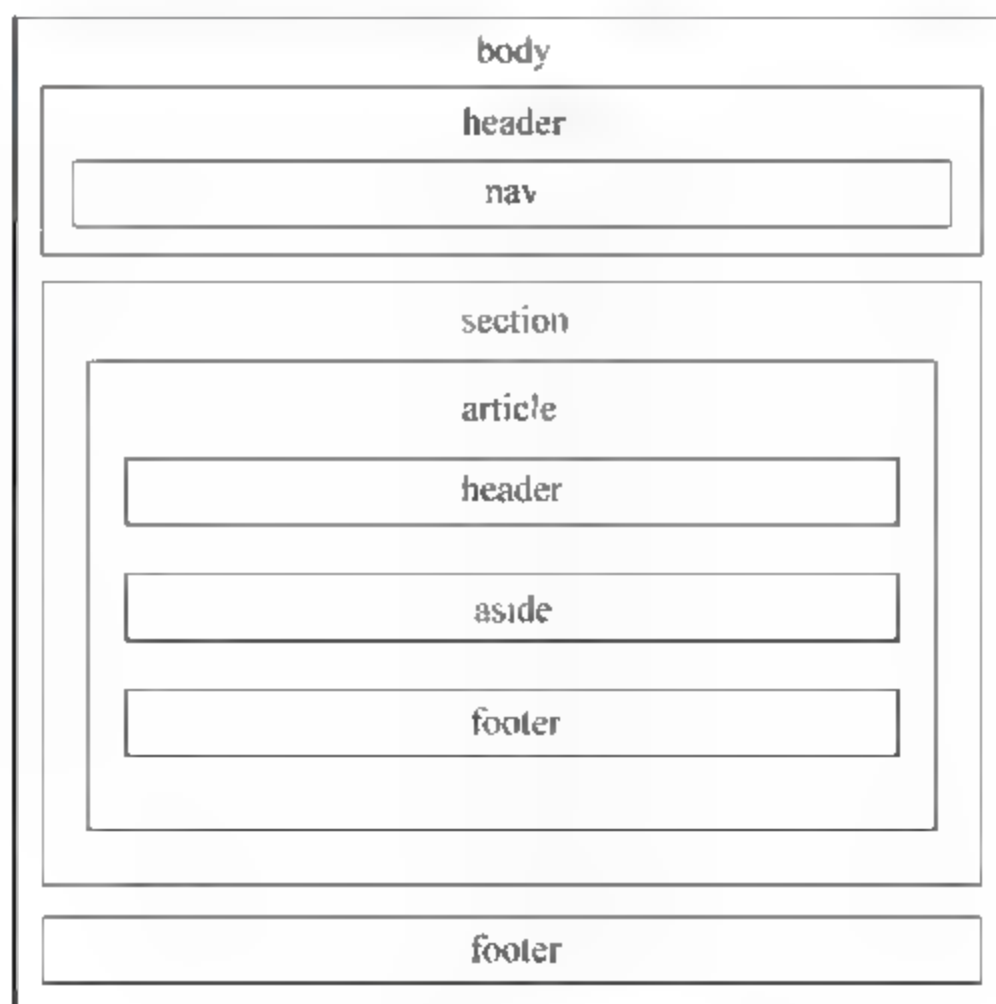 body
header
nav
section
article
header
aside
footer
footer